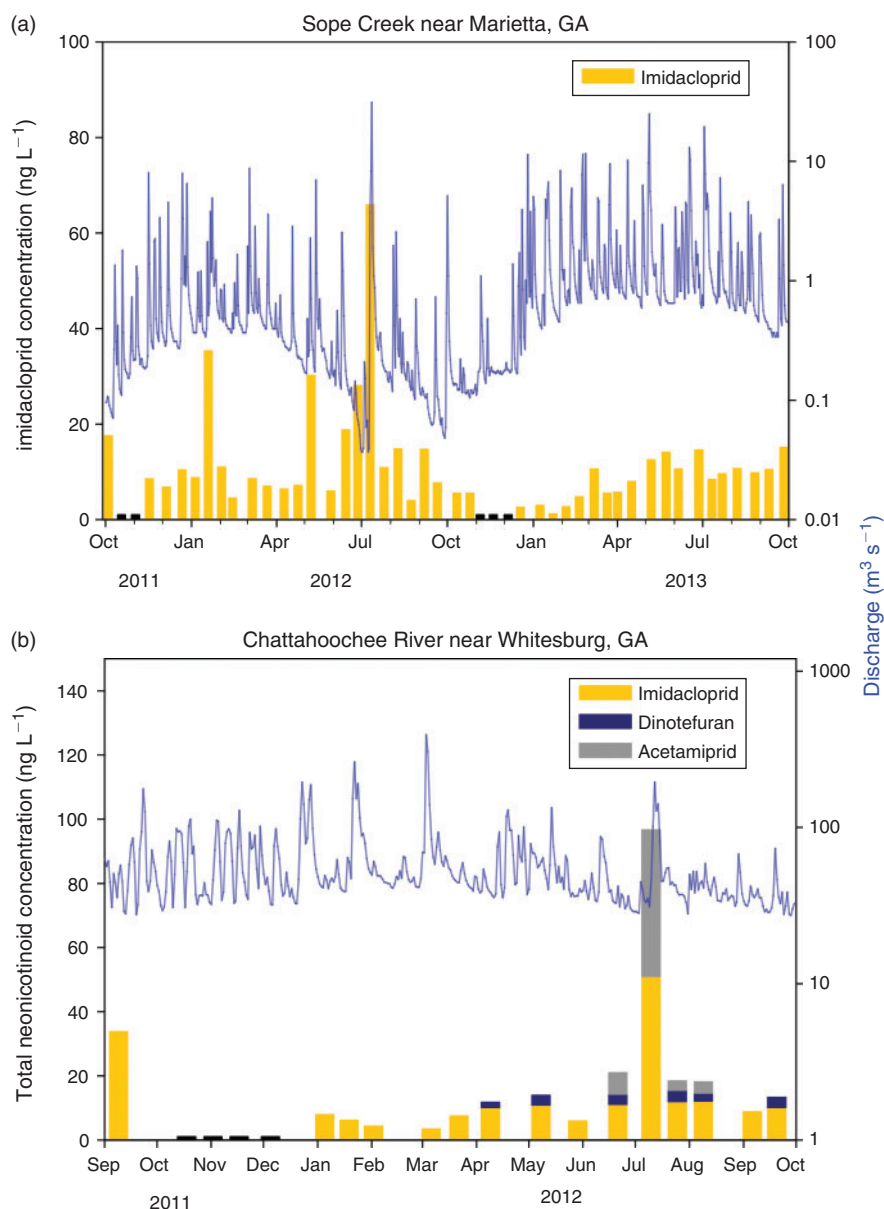 (a)
Sope Creek near Marietta, GA
100
80
60
40
20
0
imidacloprid concentration (ng L−1)
Imidacloprid
100
10
1
0.1
0.01
Oct Jan Apr Jul Oct Jan Apr Jul Oct
2011 2012 2013
Discharge (m3 s−1)
(b)
Chattahoochee River near Whitesburg, GA
140
120
100
80
60
40
20
0
Total neonicotinoid concentration (ng L−1)
Imidacloprid
Dinotefuran
Acetamiprid
1000
100
10
1
Sep Oct Nov Dec Jan Feb Mar Apr May Jun Jul Aug Sep Oct
2011 2012